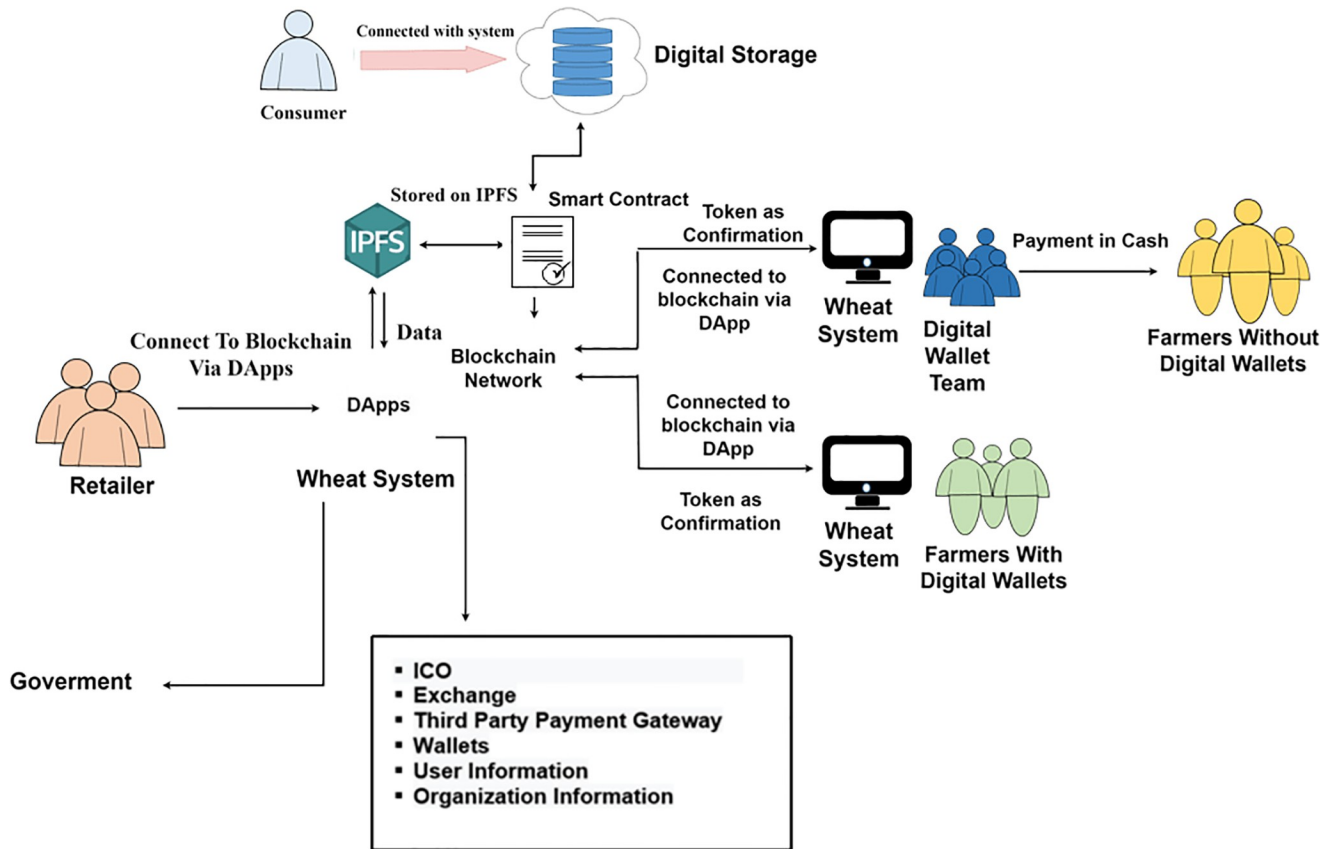 Connected with system
Consumer
Digital Storage
Stored on IPFS
Smart Contract
IPFS
Token as
Confirmation
Connected to
blockchain via
DApp
Wheat
System
Digital
Wallet
Team
Payment in Cash
Farmers Without
Digital Wallets
Connect To Blockchain
Via DApps
Data
Blockchain
Network
Retailer
DApps
Wheat System
Connected to
blockchain via
DApp
Token as
Confirmation
Wheat
System
Farmers With
Digital Wallets
Goverment
▪ ICO
▪ Exchange
▪ Third Party Payment Gateway
▪ Wallets
▪ User Information
▪ Organization Information